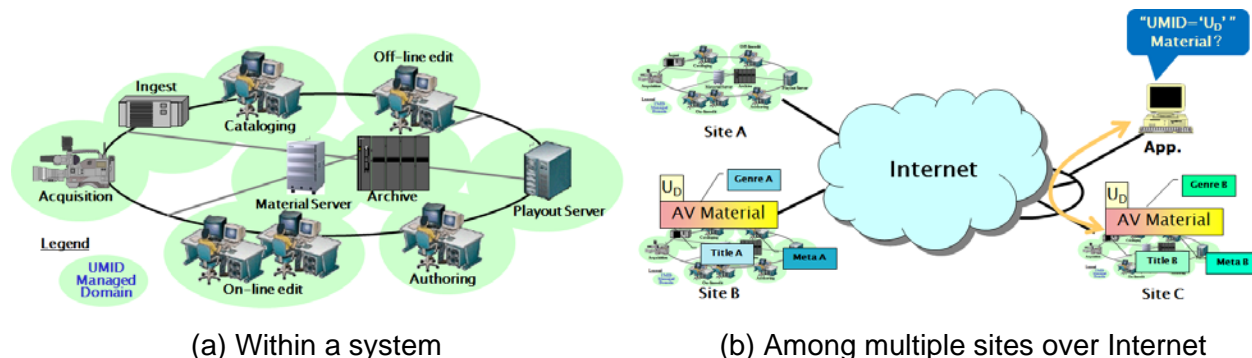 Ingest
Cataloging
Off-line edit
Acquisition
Material Server
Archive
Playout Server
Legend
UMID
Managed
Domain
On-line edit
Authoring
(a) Within a system
"UMID='UD' "
Material?
App.
Site A
Internet
UD
Genre A
AV Material
Title A
Meta A
Site B
UD
Genre B
AV Material
Title B
Meta B
Site C
(b) Among multiple sites over Internet